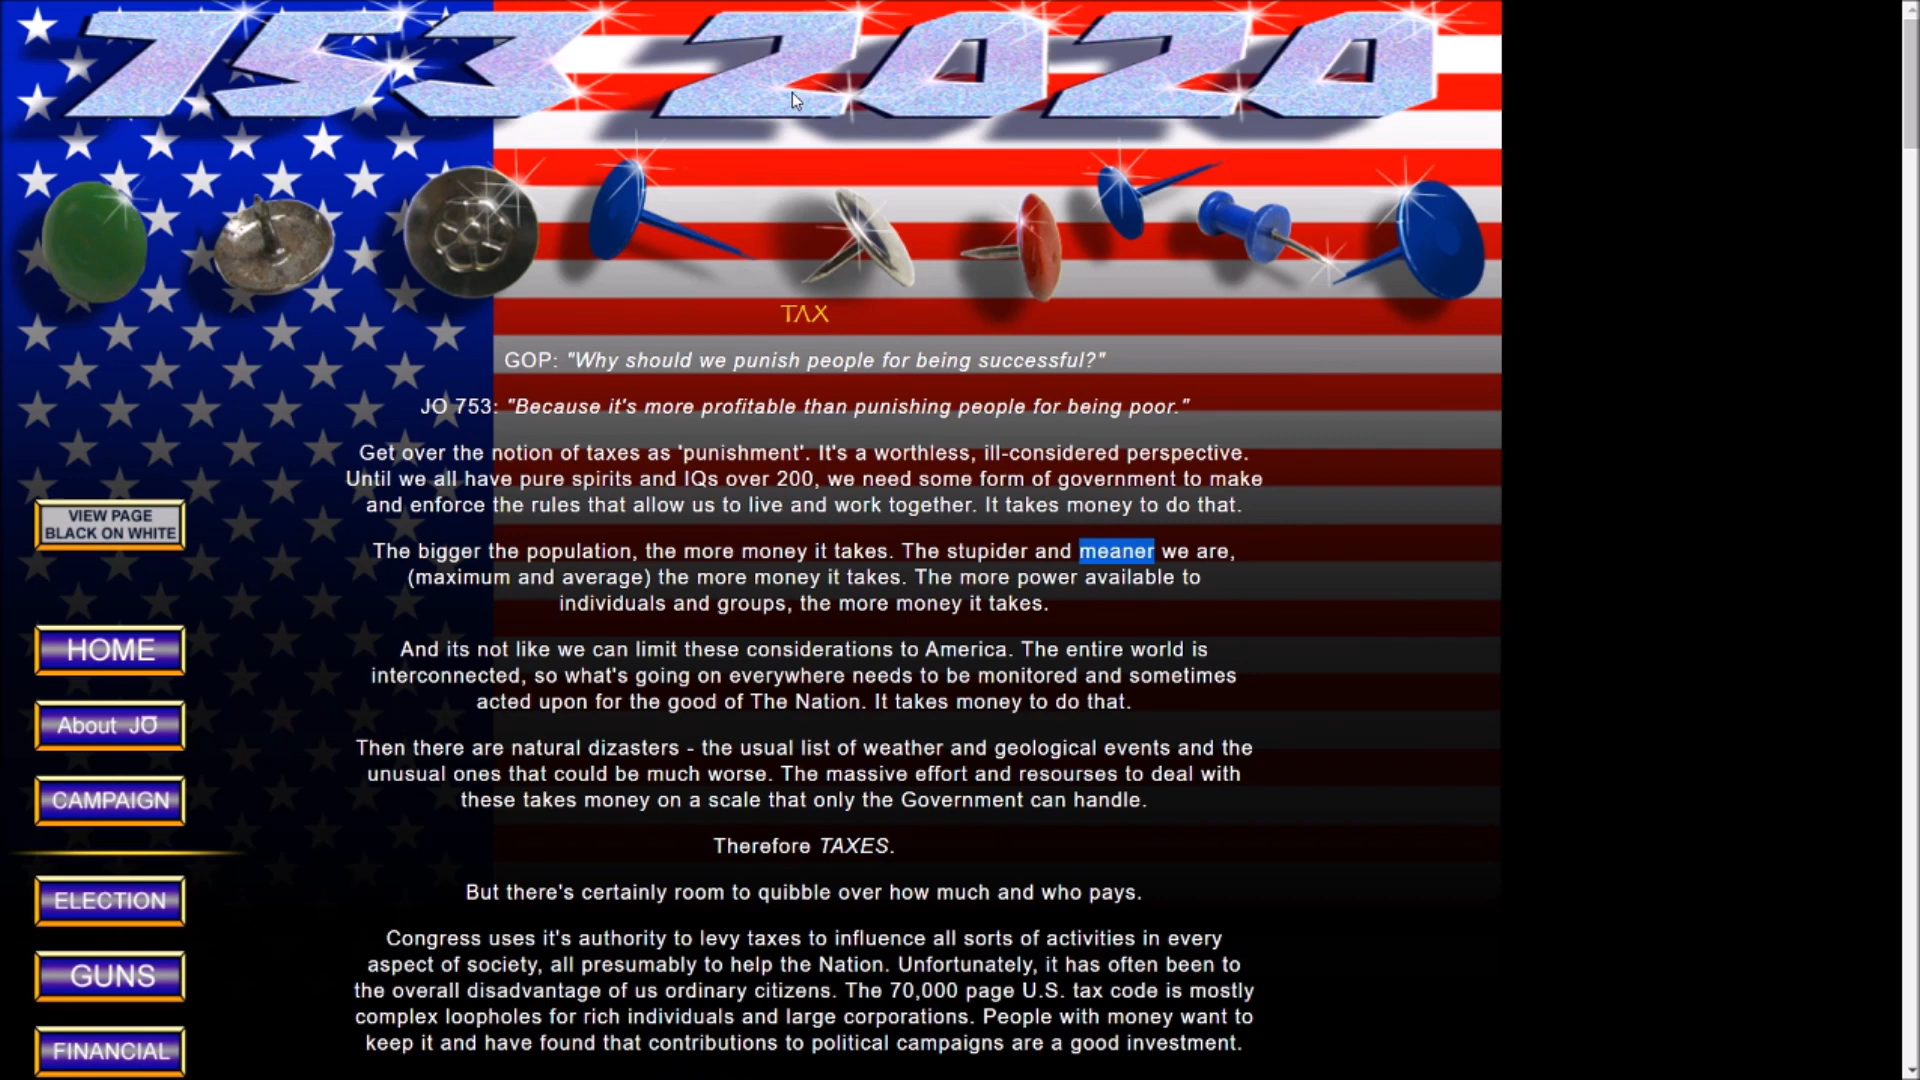 753 2020
TAX
GOP: "Why should we punish people for being successful?"
JO 753: "Because it's more profitable than punishing people for being poor."
Get over the notion of taxes as 'punishment'. It's a worthless, ill-considered perspective.
Until we all have pure spirits and IQs over 200, we need some form of government to make
and enforce the rules that allow us to live and work together. It takes money to do that.
The bigger the population, the more money it takes. The stupider and meaner we are,
(maximum and average) the more money it takes. The more power available to
individuals and groups, the more money it takes.
And its not like we can limit these considerations to America. The entire world is
interconnected, so what's going on everywhere needs to be monitored and sometimes
acted upon for the good of The Nation. It takes money to do that.
Then there are natural dizasters - the usual list of weather and geological events and the
unusual ones that could be much worse. The massive effort and resourses to deal with
these takes money on a scale that only the Government can handle.
Therefore TAXES.
But there's certainly room to quibble over how much and who pays.
Congress uses it's authority to levy taxes to influence all sorts of activities in every
aspect of society, all presumably to help the Nation. Unfortunately, it has often been to
the overall disadvantage of us ordinary citizens. The 70,000 page U.S. tax code is mostly
complex loopholes for rich individuals and large corporations. People with money want to
keep it and have found that contributions to political campaigns are a good investment.
VIEW PAGE
BLACK ON WHITE
HOME
About JO
CAMPAIGN
ELECTION
GUNS
FINANCIAL